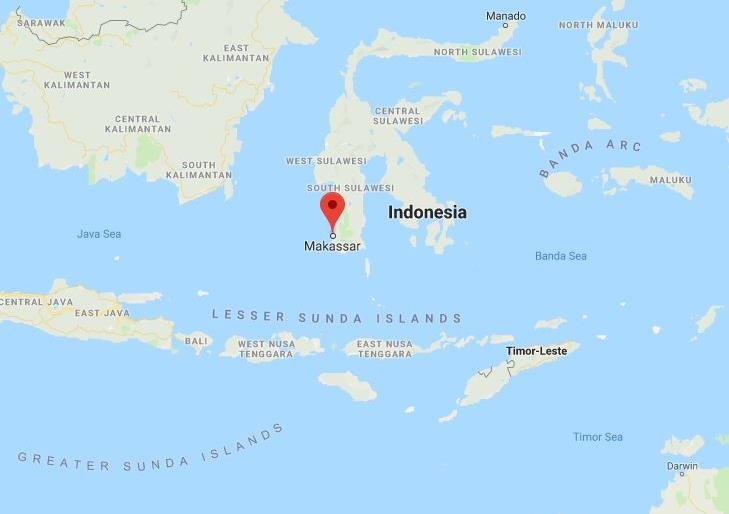 SARAWAK
Manado
NORTH MALUKU
EAST
KALIMANTAN
NORTH SULAWESI
WEST
KALIMANTAN
CENTRAL
KALIMANTAN
CENTRAL
SULAWESI
BANDA ARC
WEST SULAWESI
SOUTH
KALIMANTAN
MALUKU
SOUTH SULAWESI
Indonesia
Java Sea
Makassar
Banda Sea
CENTRAL JAVA
EAST JAVA
LESSER SUNDA ISLANDS
BALI
WEST NUSA
TENGGARA
EAST NUSA
TENGGARA
Timor-Leste
Timor Sea
GREATER SUNDA ISLANDS
Darwin